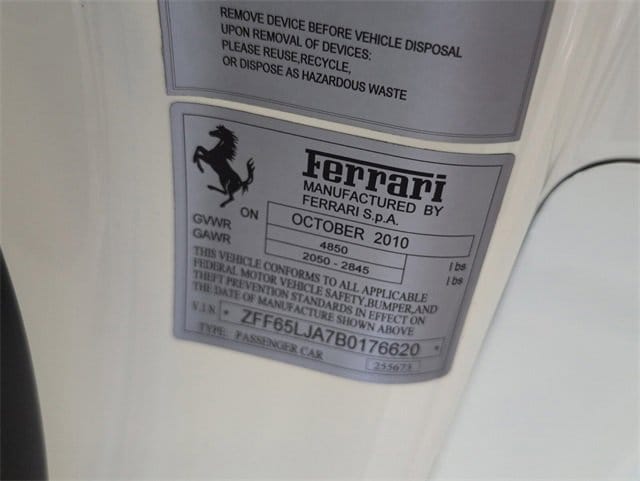 REMOVE DEVICE BEFORE VEHICLE DISPOSAL
UPON REMOVAL OF DEVICES:
PLEASE REUSE,RECYCLE,
OR DISPOSE AS HAZARDOUS WASTE
Ferrari
MANUFACTURED BY
FERRARI S.p.A.
ON OCTOBER 2010
GVWR 4850 lbs
GAWR 2050 - 2845 lbs
THIS VEHICLE CONFORMS TO ALL APPLICABLE
FEDERAL MOTOR VEHICLE SAFETY,BUMPER,AND
THEFT PREVENTION STANDARDS IN EFFECT ON
THE DATE OF MANUFACTURE SHOWN ABOVE
V.I.N. * ZFF65LJA7B0176620 *
TYPE: PASSENGER CAR 255673